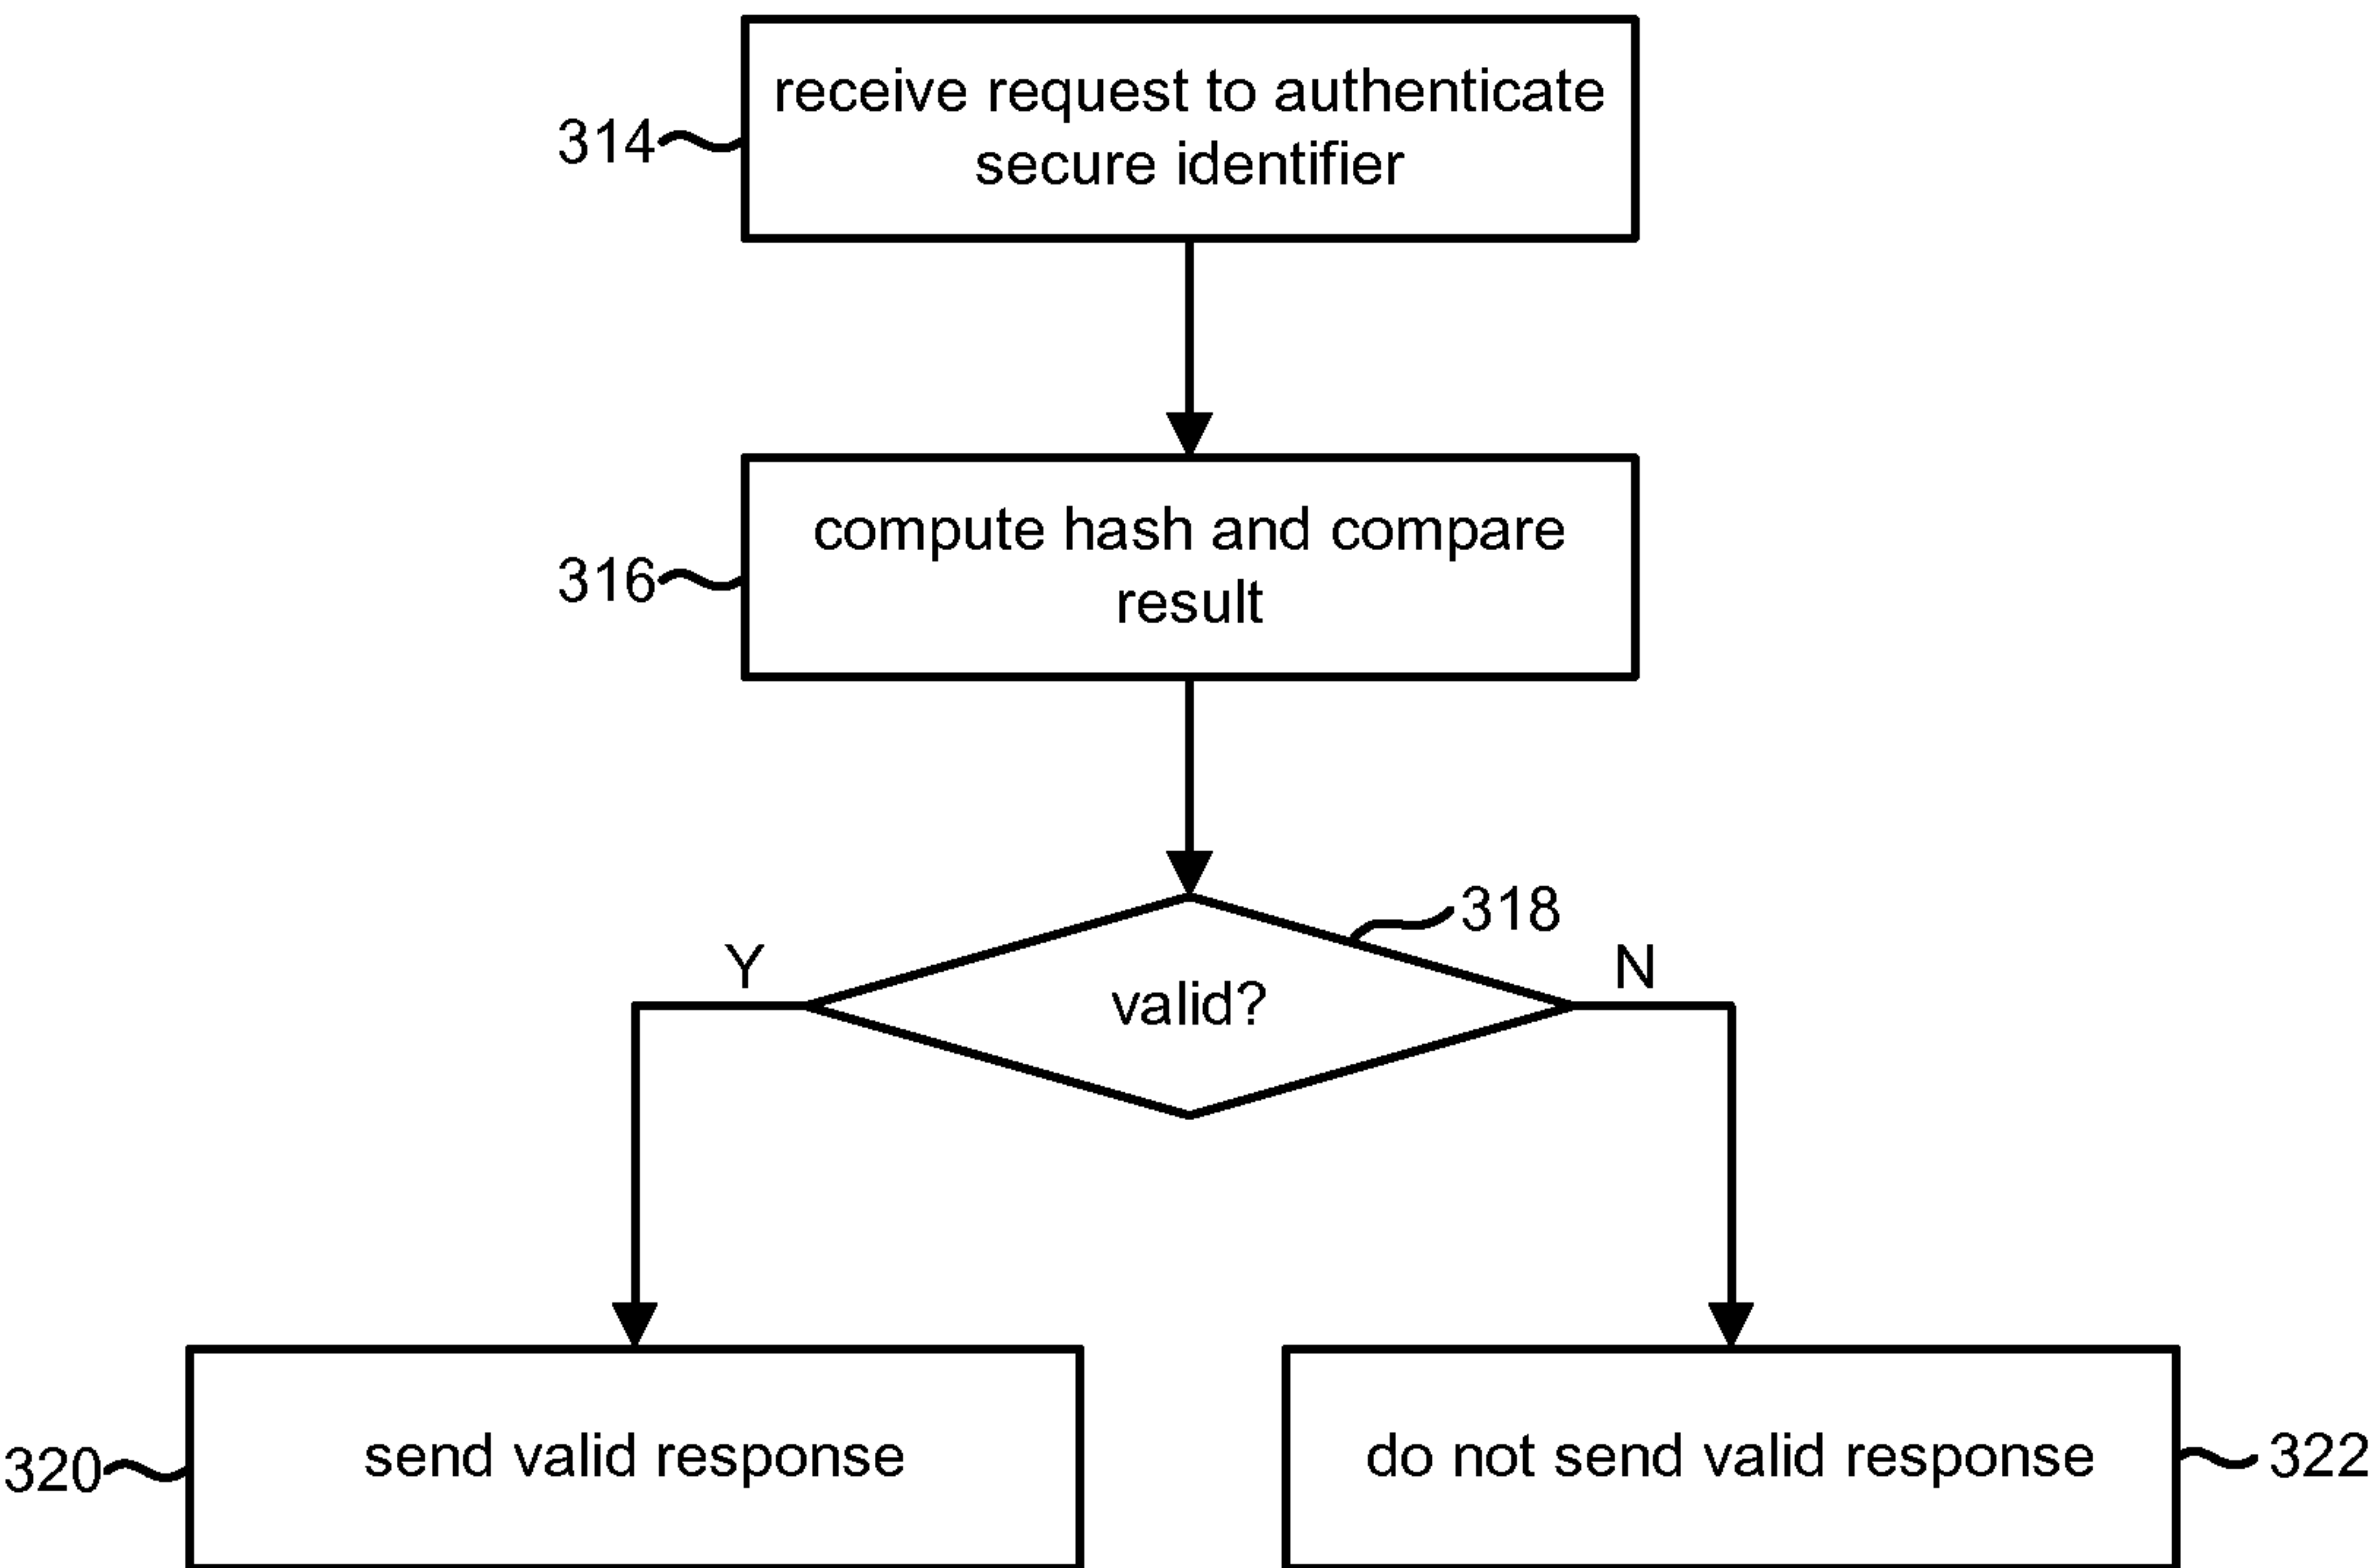 receive request to authenticate
secure identifier
314
compute hash and compare
result
316
318
Y
N
valid?
send valid response
320
do not send valid response
322